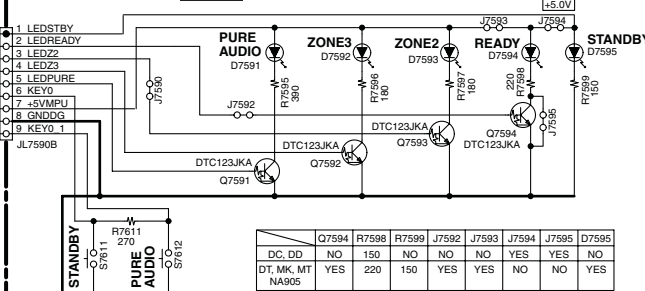 +5.0V
J7593 J7594
1 LEDSTBY
2 LEDREADY
3 LEDZ2
4 LEDZ3
5 LEDPURE
6 KEY0
7 +5VMPU
8 GNDDG
9 KEY0_1
JL7590B
J7590
J7592
PURE
AUDIO
D7591
ZONE3
D7592
ZONE2
D7593
READY
D7594
STANDBY
D7595
R7595
390
R7596
180
R7597
180
220
R7598
R7599
150
J7595
DTC123JKA
Q7591
DTC123JKA
Q7592
DTC123JKA
Q7593
Q7594
DTC123JKA
R7611
270
STANDBY
S7611
PURE
AUDIO
S7612
Q7594 R7598 R7599 J7592 J7593 J7594 J7595 D7595
DC, DD NO 150 NO NO NO YES YES NO
DT, MK, MT YES 220 150 YES YES NO NO YES
NA905